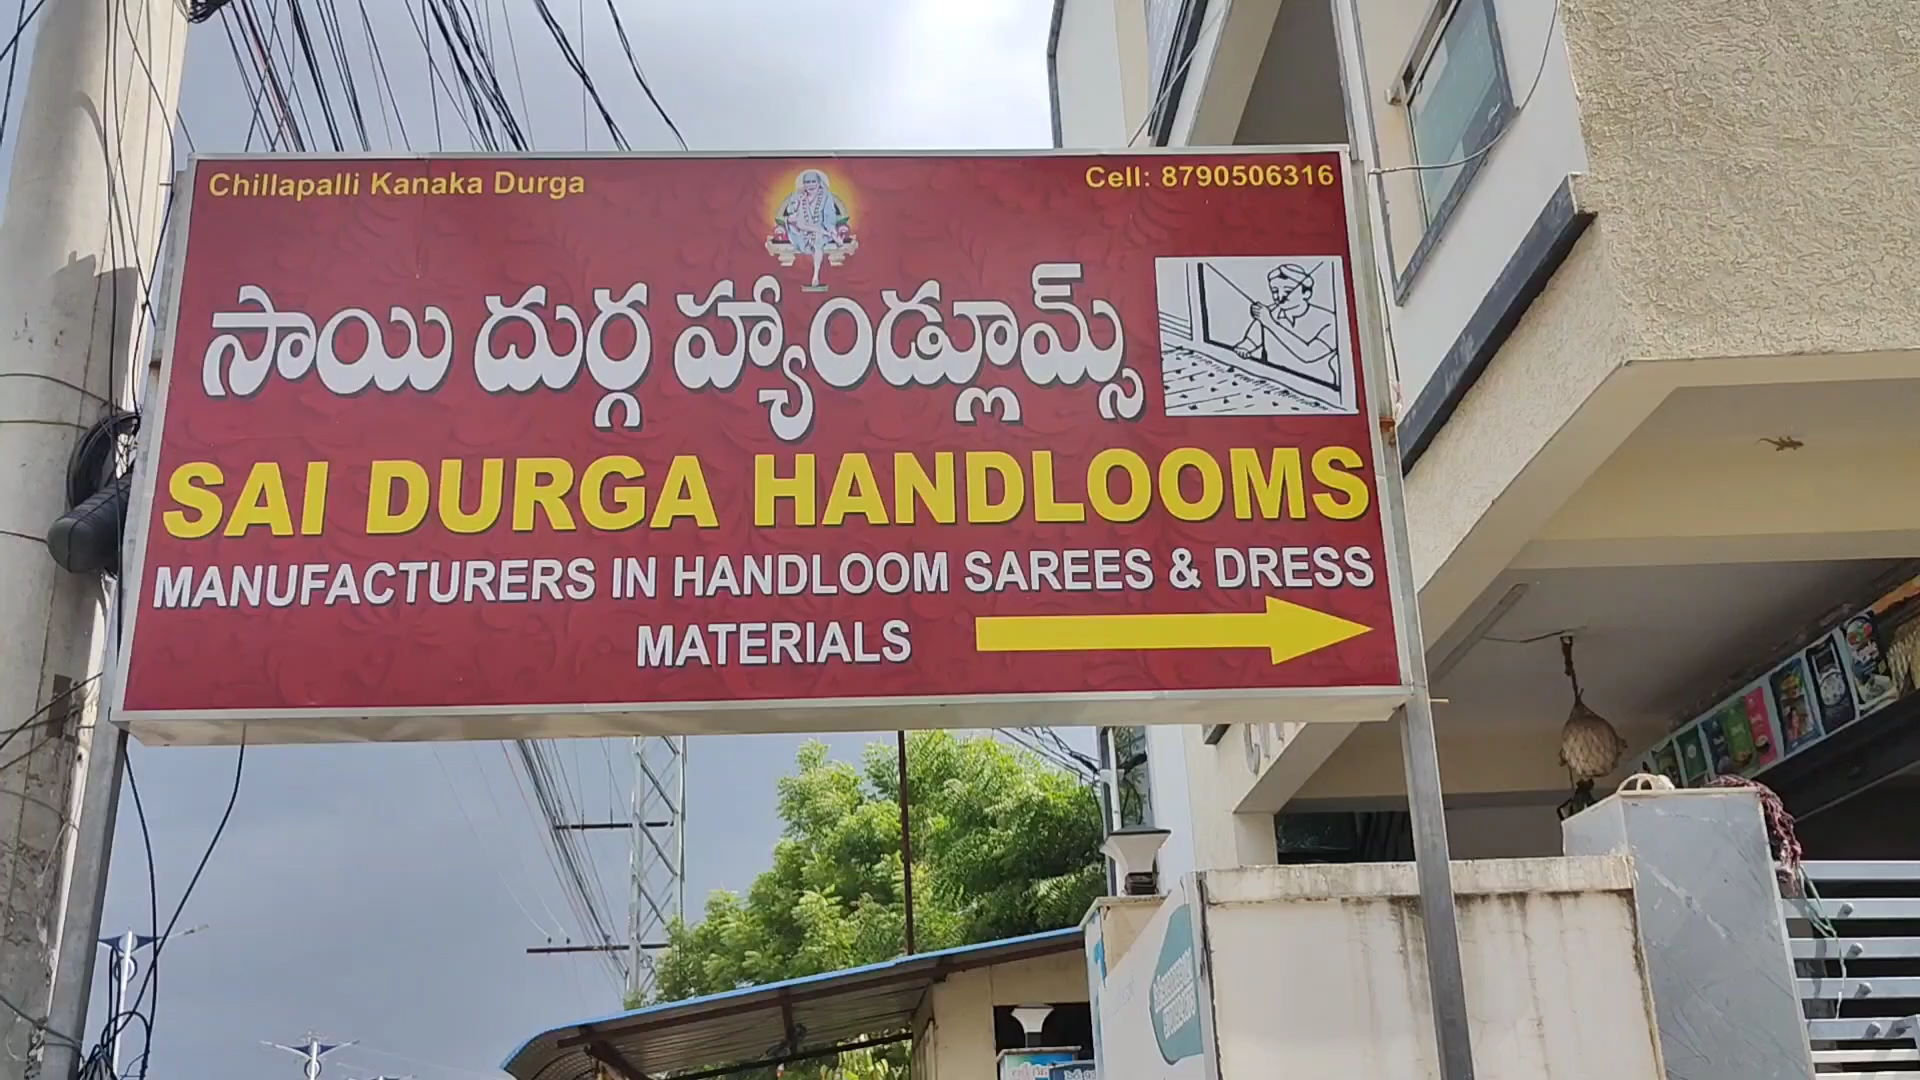 Chillapalli Kanaka Durga
Cell: 8790506316
సాయి దుర్గ హ్యాండ్లూమ్స్
SAI DURGA HANDLOOMS
MANUFACTURERS IN HANDLOOM SAREES & DRESS
MATERIALS